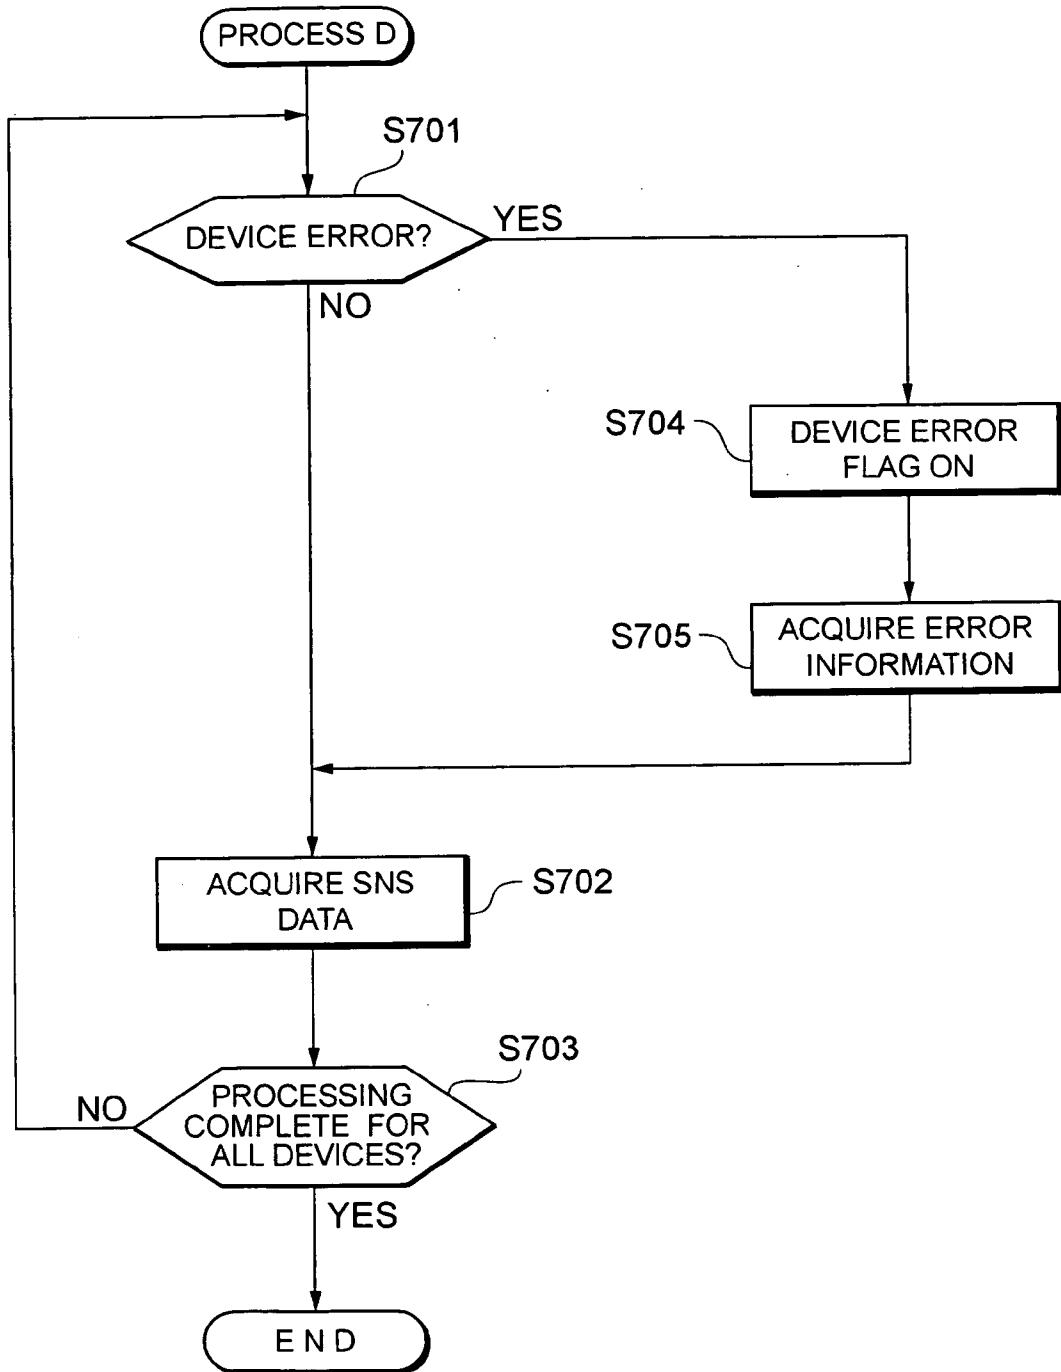 PROCESS D
S701
DEVICE ERROR?
YES
NO
S704
DEVICE ERROR
FLAG ON
S705
ACQUIRE ERROR
INFORMATION
ACQUIRE SNS
DATA
S702
S703
PROCESSING
COMPLETE FOR
ALL DEVICES?
NO
YES
END